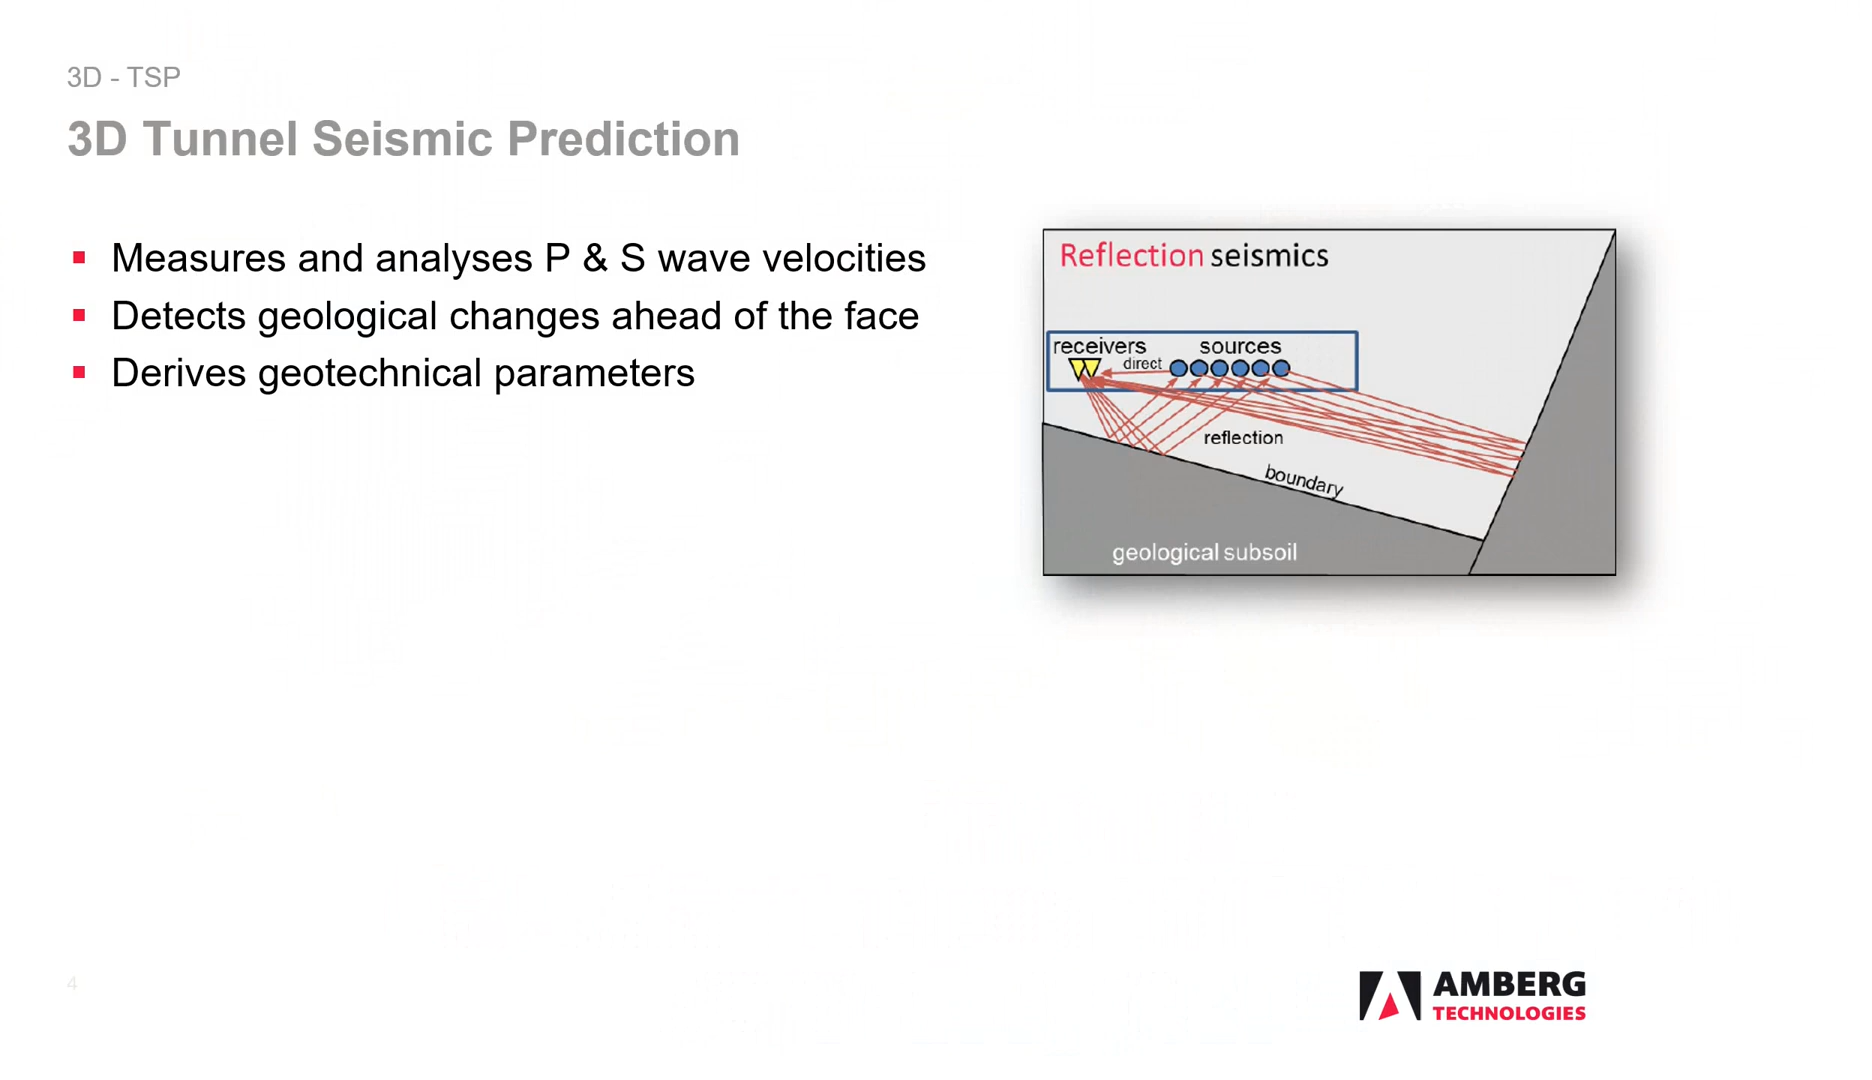 3D - TSP
3D Tunnel Seismic Prediction
Measures and analyses P & S wave velocities
Detects geological changes ahead of the face
Derives geotechnical parameters
Reflection seismics
receivers sources
direct
reflection
boundary
geological subsoil
4
AMBERG
TECHNOLOGIES